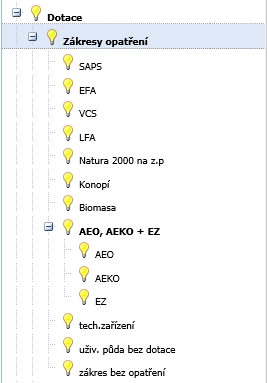 Dotace
Zákresy opatření
SAPS
EFA
VCS
LFA
Natura 2000 na z.p
Konopí
Biomasa
AEO, AEKO + EZ
AEO
AEKO
EZ
tech.zařízení
uživ. půda bez dotace
zákres bez opatření